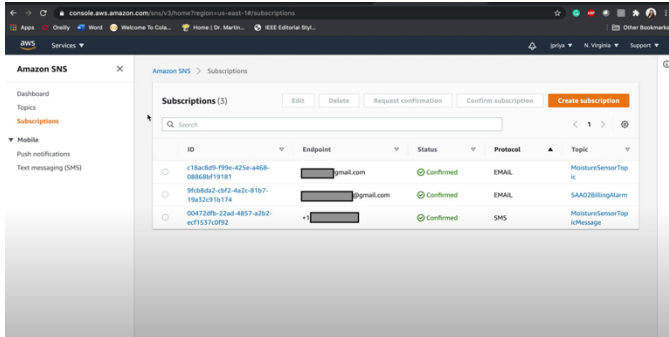 console.aws.amazon.com/sns/v3/home?region=us-east-1#/subscriptions
Apps Oreilly Word Welcome To Cola... Home | Dr. Martin... IEEE Editorial Styl... Other Bookmarks
aws Services ▼ jpriya ▼ N. Virginia ▼ Support ▼
Amazon SNS ×
Dashboard
Topics
Subscriptions
▼ Mobile
Push notifications
Text messaging (SMS)
Amazon SNS > Subscriptions
Subscriptions (3) Edit Delete Request confirmation Confirm subscription Create subscription
Search < 1 >
ID Endpoint Status Protocol Topic
c18ac8d9-f99e-425e-a468-
08868bf19181
gmail.com Confirmed EMAIL
MoistureSensorTop
ic
9fcb8da2-cbf2-4a2c-81b7-
19a32c91b174
@gmail.com Confirmed EMAIL SAA02BillingAlarm
00472dfb-22ad-4857-a2b2-
ecf1537c0f92
+1 Confirmed SMS
MoistureSensorTop
icMessage